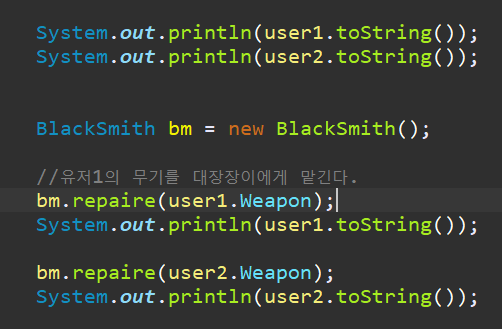 System.out.println(user1.toString());
System.out.println(user2.toString());
BlackSmith bm = new BlackSmith();
//유저1의 무기를 대장장이에게 맡긴다.
bm.repaire(user1.Weapon);
System.out.println(user1.toString());
bm.repaire(user2.Weapon);
System.out.println(user2.toString());